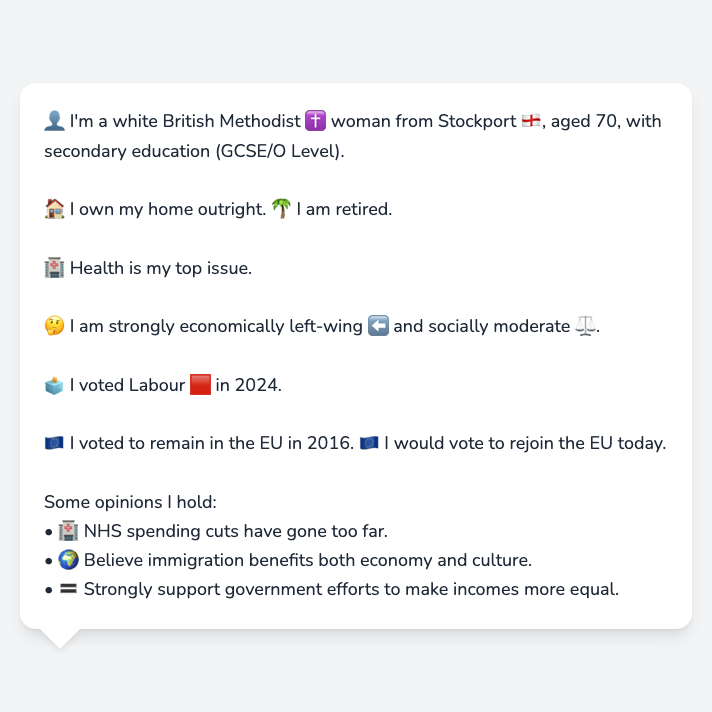 👤 I'm a white British Methodist ✝️ woman from Stockport 🏴󠁧󠁢󠁥󠁮󠁧󠁿, aged 70, with
secondary education (GCSE/O Level).
🏠 I own my home outright. 🌴 I am retired.
🏥 Health is my top issue.
🤔 I am strongly economically left-wing ⬅️ and socially moderate ⚖️.
🗳️ I voted Labour 🟥 in 2024.
🇪🇺 I voted to remain in the EU in 2016. 🇪🇺 I would vote to rejoin the EU today.
Some opinions I hold:
• 🏥 NHS spending cuts have gone too far.
• 🌍 Believe immigration benefits both economy and culture.
• 🟰 Strongly support government efforts to make incomes more equal.